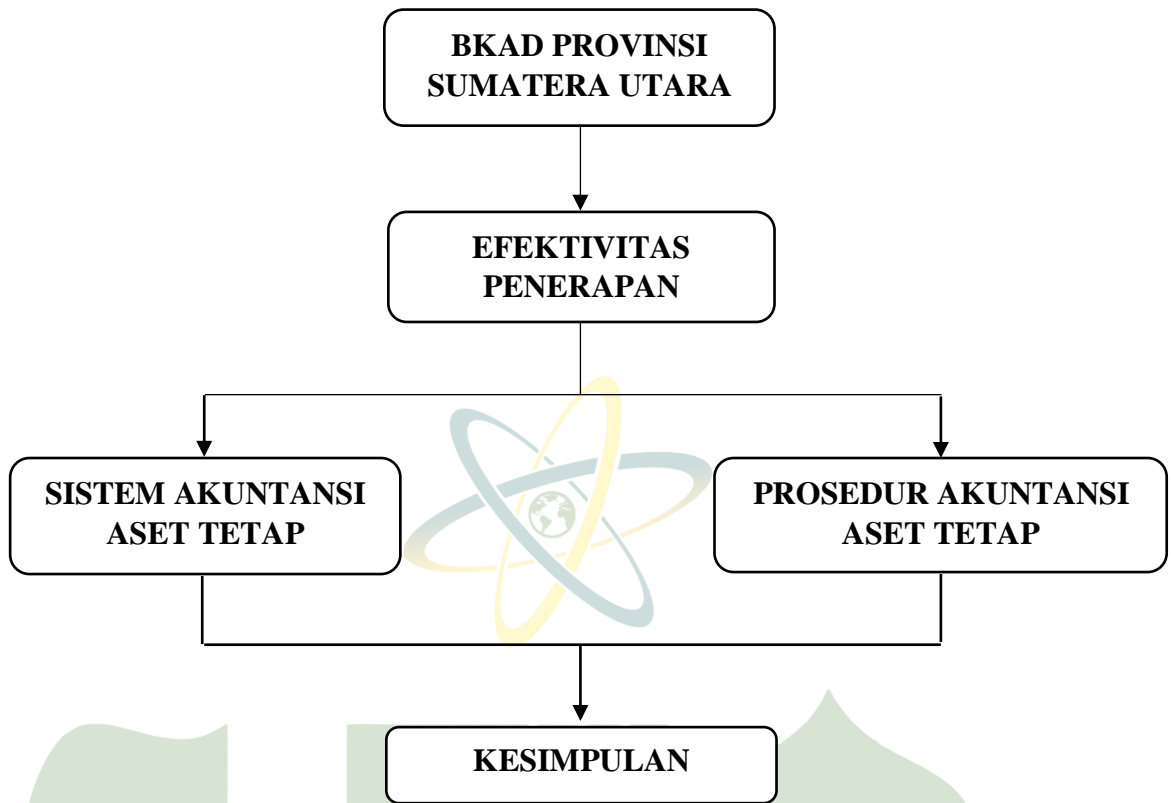 BKAD PROVINSI
SUMATERA UTARA
EFEKTIVITAS
PENERAPAN
SISTEM AKUNTANSI
ASET TETAP
PROSEDUR AKUNTANSI
ASET TETAP
KESIMPULAN